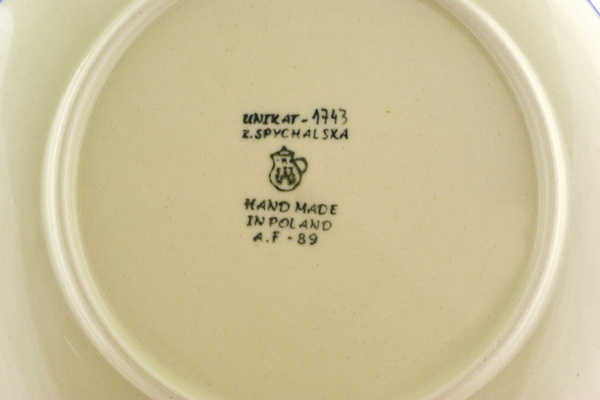 UNIKAT-1743
Z.SPYCHALSKA
HAND MADE
IN POLAND
A.F-89